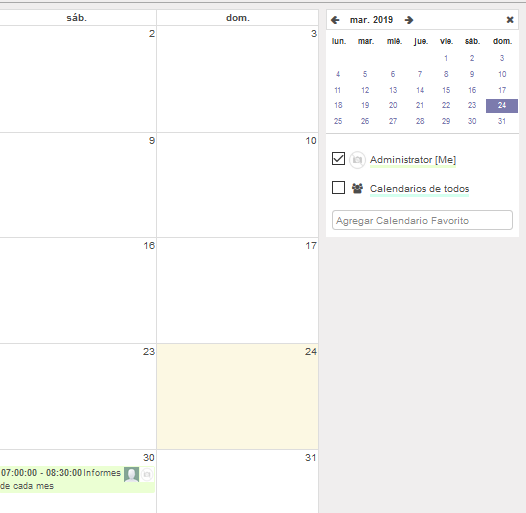 sáb. dom.
2 3
9 10
16 17
23 24
30 31
07:00:00 - 08:30:00 Informes
de cada mes
mar. 2019
lun. mar. mié. jue. vie. sáb. dom.
1 2 3
4 5 6 7 8 9 10
11 12 13 14 15 16 17
18 19 20 21 22 23 24
25 26 27 28 29 30 31
Administrator [Me]
Calendarios de todos
Agregar Calendario Favorito